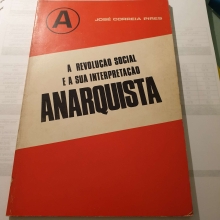 A
JOSÉ CORREIA PIRES
A REVOLUÇÃO SOCIAL
E A SUA INTERPRETAÇÃO
ANARQUISTA